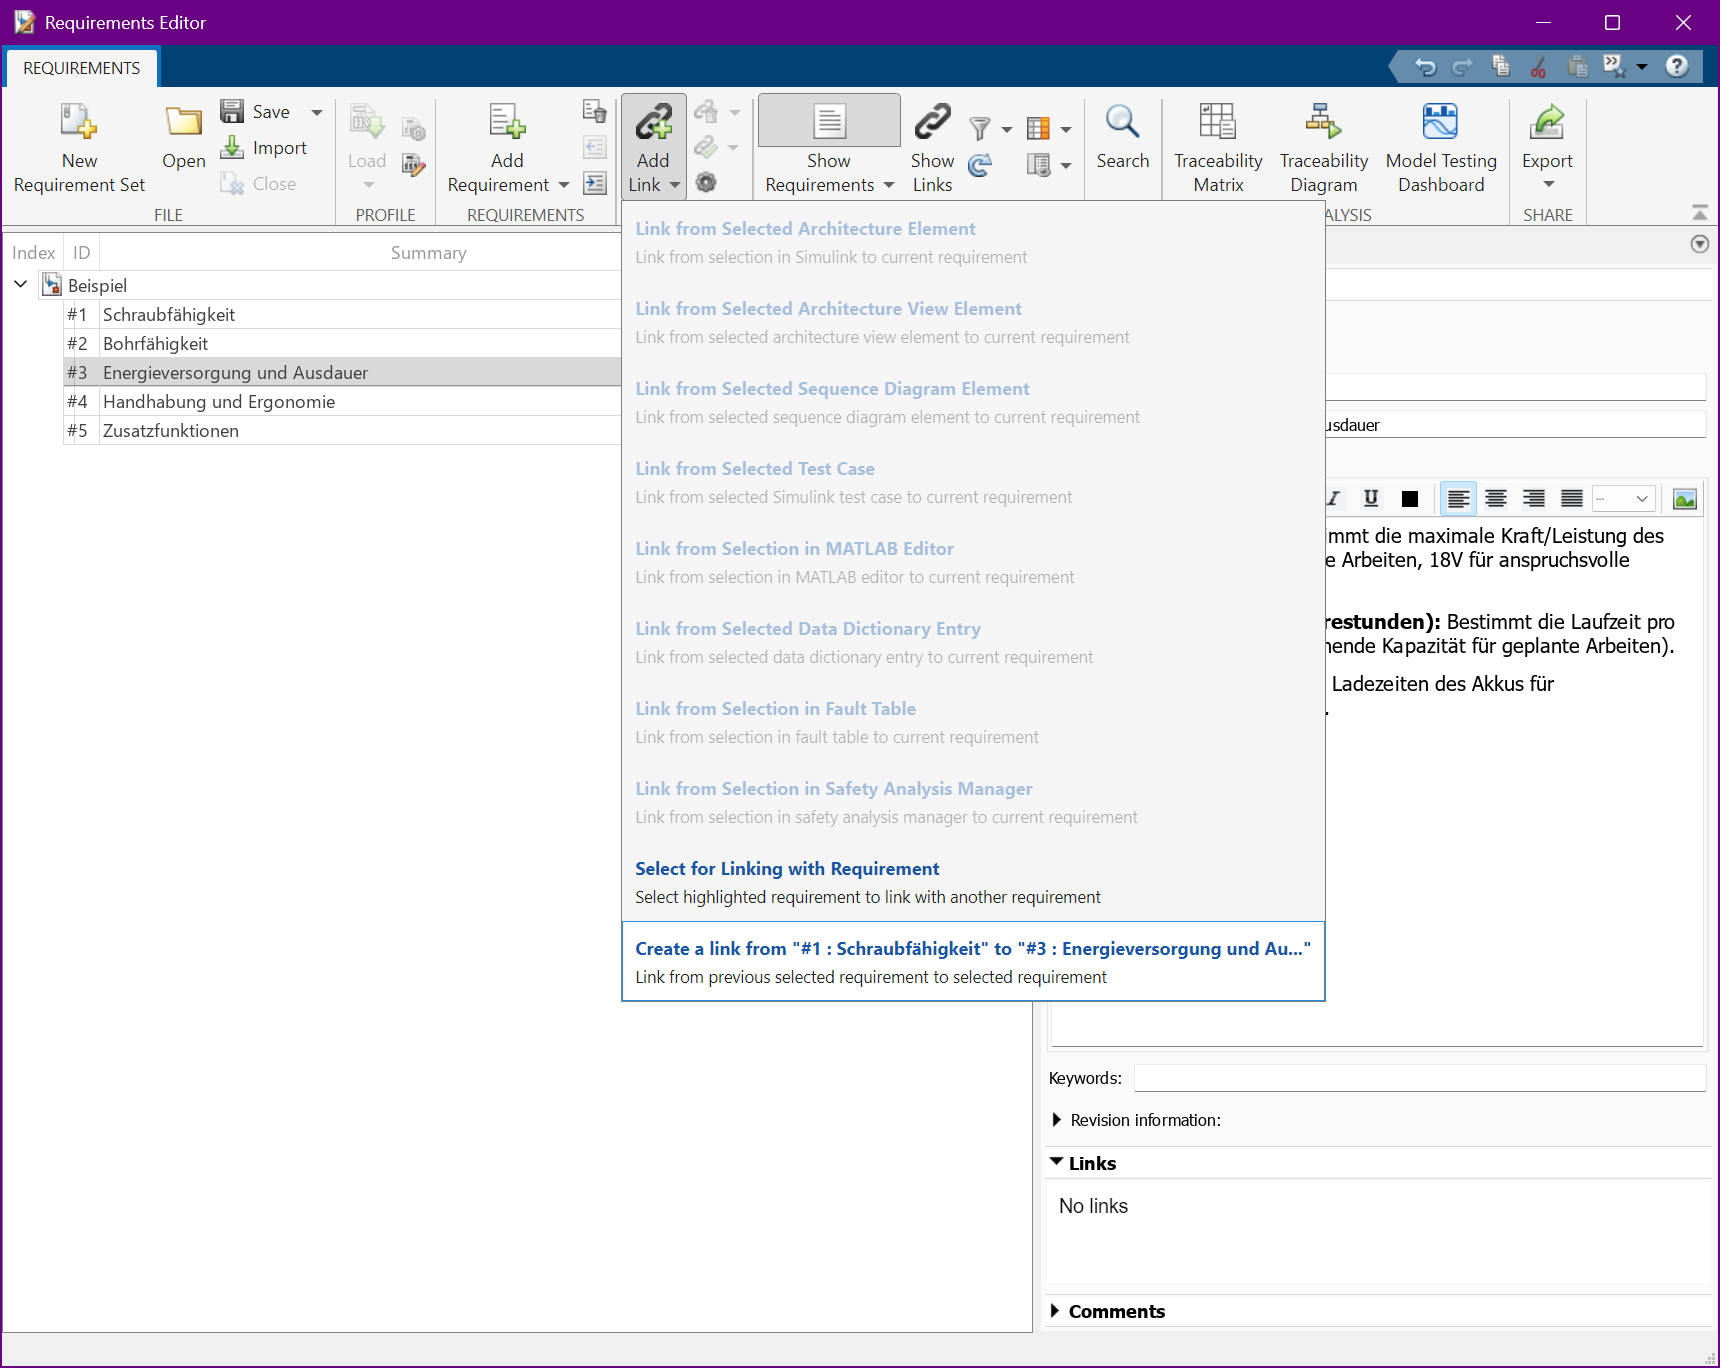 Requirements Editor
REQUIREMENTS
New
Requirement Set
Open
Save
Import
Close
FILE
Load
PROFILE
Add
Requirement
REQUIREMENTS
Add
Link
Show
Requirements
Show
Links
Search
Traceability
Matrix
Traceability
Diagram
Model Testing
Dashboard
ALYSIS
Export
SHARE
Index ID Summary
Beispiel
#1 Schraubfähigkeit
#2 Bohrfähigkeit
#3 Energieversorgung und Ausdauer
#4 Handhabung und Ergonomie
#5 Zusatzfunktionen
Link from Selected Architecture Element
Link from selection in Simulink to current requirement
Link from Selected Architecture View Element
Link from selected architecture view element to current requirement
Link from Selected Sequence Diagram Element
Link from selected sequence diagram element to current requirement
Link from Selected Test Case
Link from selected Simulink test case to current requirement
Link from Selection in MATLAB Editor
Link from selection in MATLAB editor to current requirement
Link from Selected Data Dictionary Entry
Link from selected data dictionary entry to current requirement
Link from Selection in Fault Table
Link from selection in fault table to current requirement
Link from Selection in Safety Analysis Manager
Link from selection in safety analysis manager to current requirement
Select for Linking with Requirement
Select highlighted requirement to link with another requirement
Create a link from "#1 : Schraubfähigkeit" to "#3 : Energieversorgung und Au..."
Link from previous selected requirement to selected requirement
usdauer
I U ...
immt die maximale Kraft/Leistung des
e Arbeiten, 18V für anspruchsvolle
restunden): Bestimmt die Laufzeit pro
hende Kapazität für geplante Arbeiten).
Ladezeiten des Akkus für
.
Keywords:
Revision information:
Links
No links
Comments